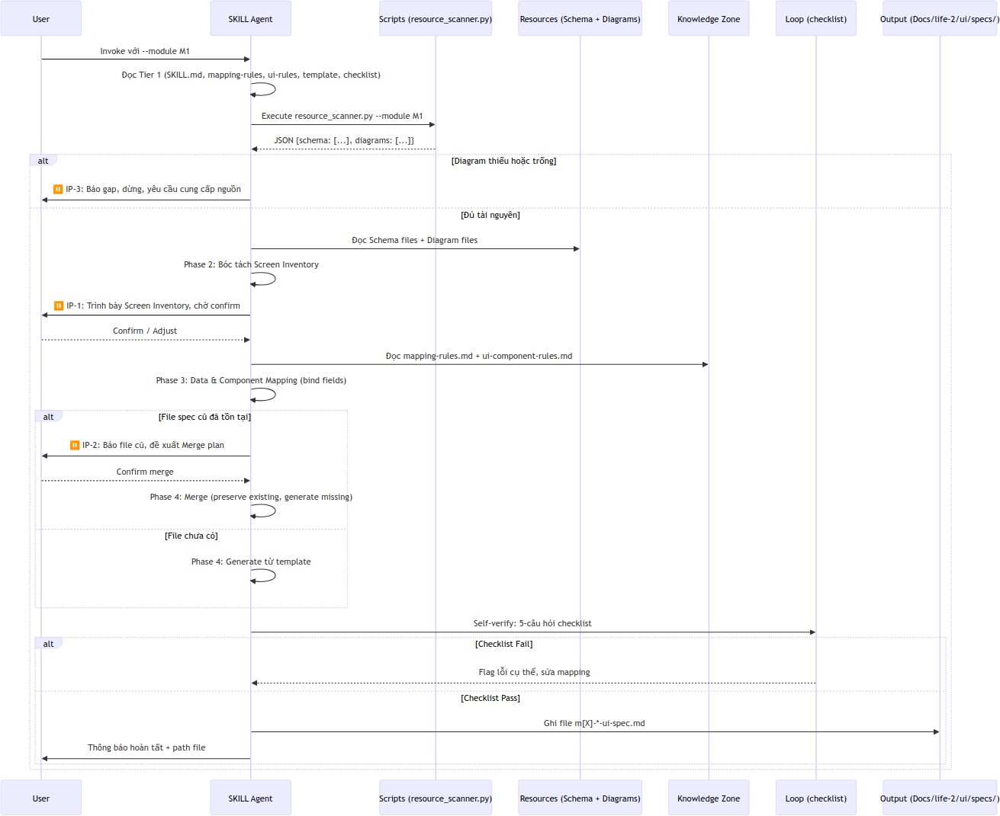 User
SKILL Agent
Scripts (resource_scanner.py)
Resources (Schema + Diagrams)
Knowledge Zone
Loop (checklist)
Output (Docs/life-2/ui/specs/)
Invoke với --module M1
Đọc Tier 1 (SKILL.md, mapping-rules, ui-rules, template, checklist)
Execute resource_scanner.py --module M1
JSON {schema: [...], diagrams: [...]}
alt
[Diagram thiếu hoặc trống]
⏸ IP-3: Báo gap, dừng, yêu cầu cung cấp nguồn
[Đủ tài nguyên]
Đọc Schema files + Diagram files
Phase 2: Bóc tách Screen Inventory
⏸ IP-1: Trình bày Screen Inventory, chờ confirm
Confirm / Adjust
Đọc mapping-rules.md + ui-component-rules.md
Phase 3: Data & Component Mapping (bind fields)
alt
[File spec cũ đã tồn tại]
⏸ IP-2: Báo file cũ, đề xuất Merge plan
Confirm merge
Phase 4: Merge (preserve existing, generate missing)
[File chưa có]
Phase 4: Generate từ template
Self-verify: 5-câu hỏi checklist
alt
[Checklist Fail]
Flag lỗi cụ thể, sửa mapping
[Checklist Pass]
Ghi file m[X]-*-ui-spec.md
Thông báo hoàn tất + path file
User
SKILL Agent
Scripts (resource_scanner.py)
Resources (Schema + Diagrams)
Knowledge Zone
Loop (checklist)
Output (Docs/life-2/ui/specs/)